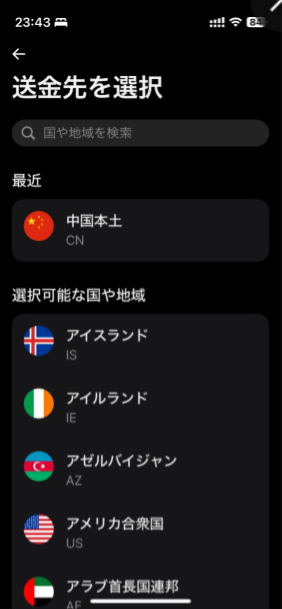 23:43
84
送金先を選択
国や地域を検索
最近
中国本土
CN
選択可能な国や地域
アイスランド
IS
アイルランド
IE
アゼルバイジャン
AZ
アメリカ合衆国
US
アラブ首長国連邦
AE